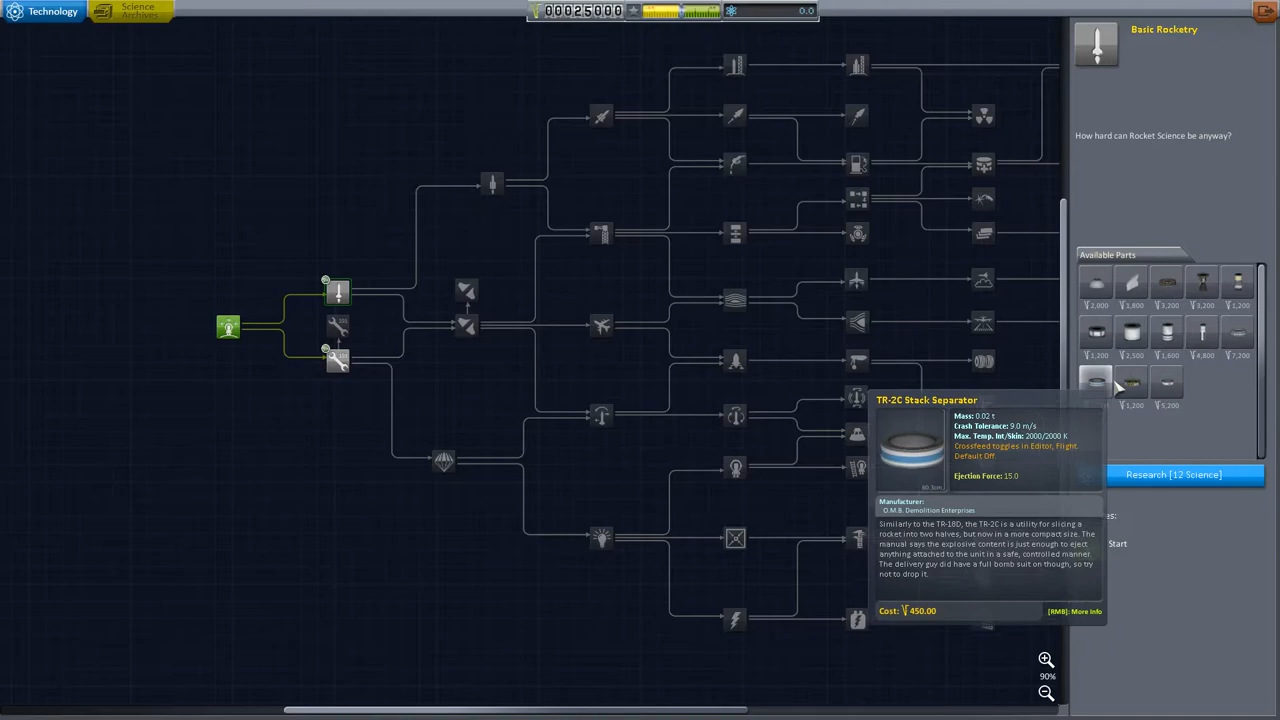 Technology
Science
Archives
00025000
0.0
Basic Rocketry
How hard can Rocket Science be anyway?
Available Parts
2,000
1,800
3,200
3,200
1,200
1,200
2,500
1,600
4,800
7,200
1,200
5,200
TR-2C Stack Separator
Mass: 0.02 t
Crash Tolerance: 9.0 m/s
Max. Temp. Int/Skin: 2000/2000 K
Crossfeed toggles in Editor, Flight.
Default Off.
Ejection Force: 15.0
Manufacturer:
O.M.B. Demolition Enterprises
Similarly to the TR-18D, the TR-2C is a utility for slicing a
rocket into two halves, but now in a more compact size. The
manual says the explosive content is just enough to eject
anything attached to the unit in a safe, controlled manner.
The delivery guy did have a full bomb suit on though, so try
not to drop it.
Cost: 450.00
[RMB]: More Info
Research [12 Science]
es:
Start
90%